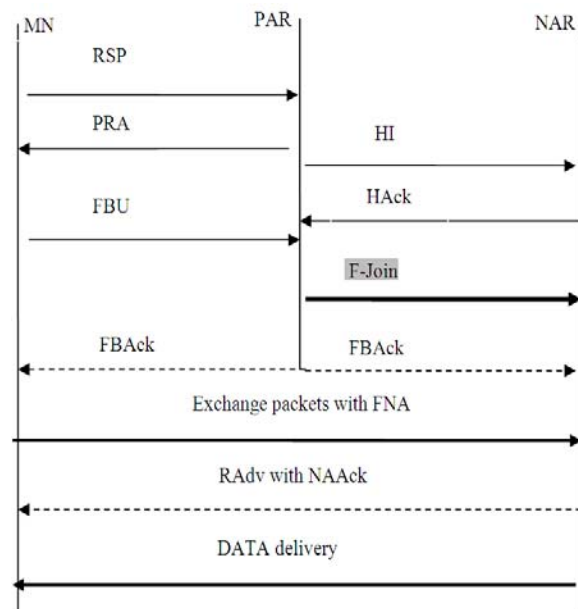 MN PAR NAR
RSP
PRA
HI
FBU
HAck
F-Join
FBAck FBAck
Exchange packets with FNA
RAdv with NAAck
DATA delivery